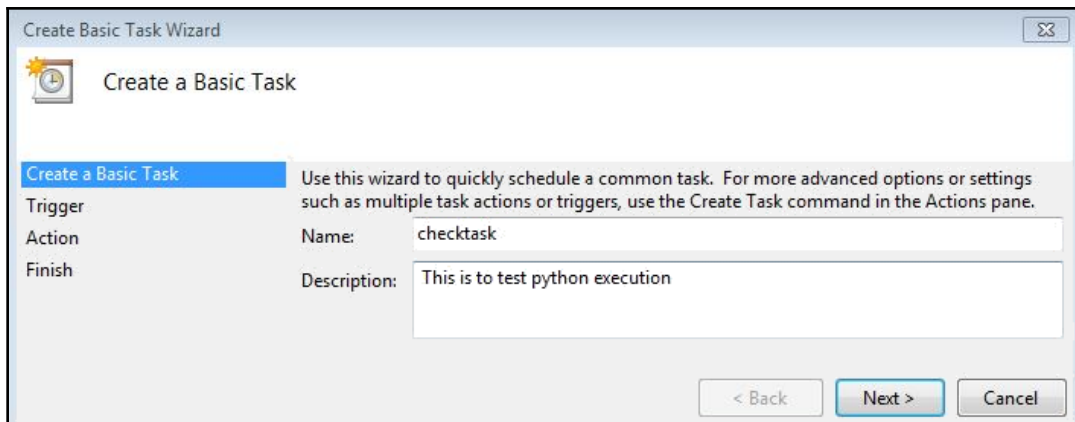 Create Basic Task Wizard
Create a Basic Task
Create a Basic Task
Trigger
Action
Finish
Use this wizard to quickly schedule a common task. For more advanced options or settings
such as multiple task actions or triggers, use the Create Task command in the Actions pane.
Name: checktask
Description: This is to test python execution
< Back Next > Cancel